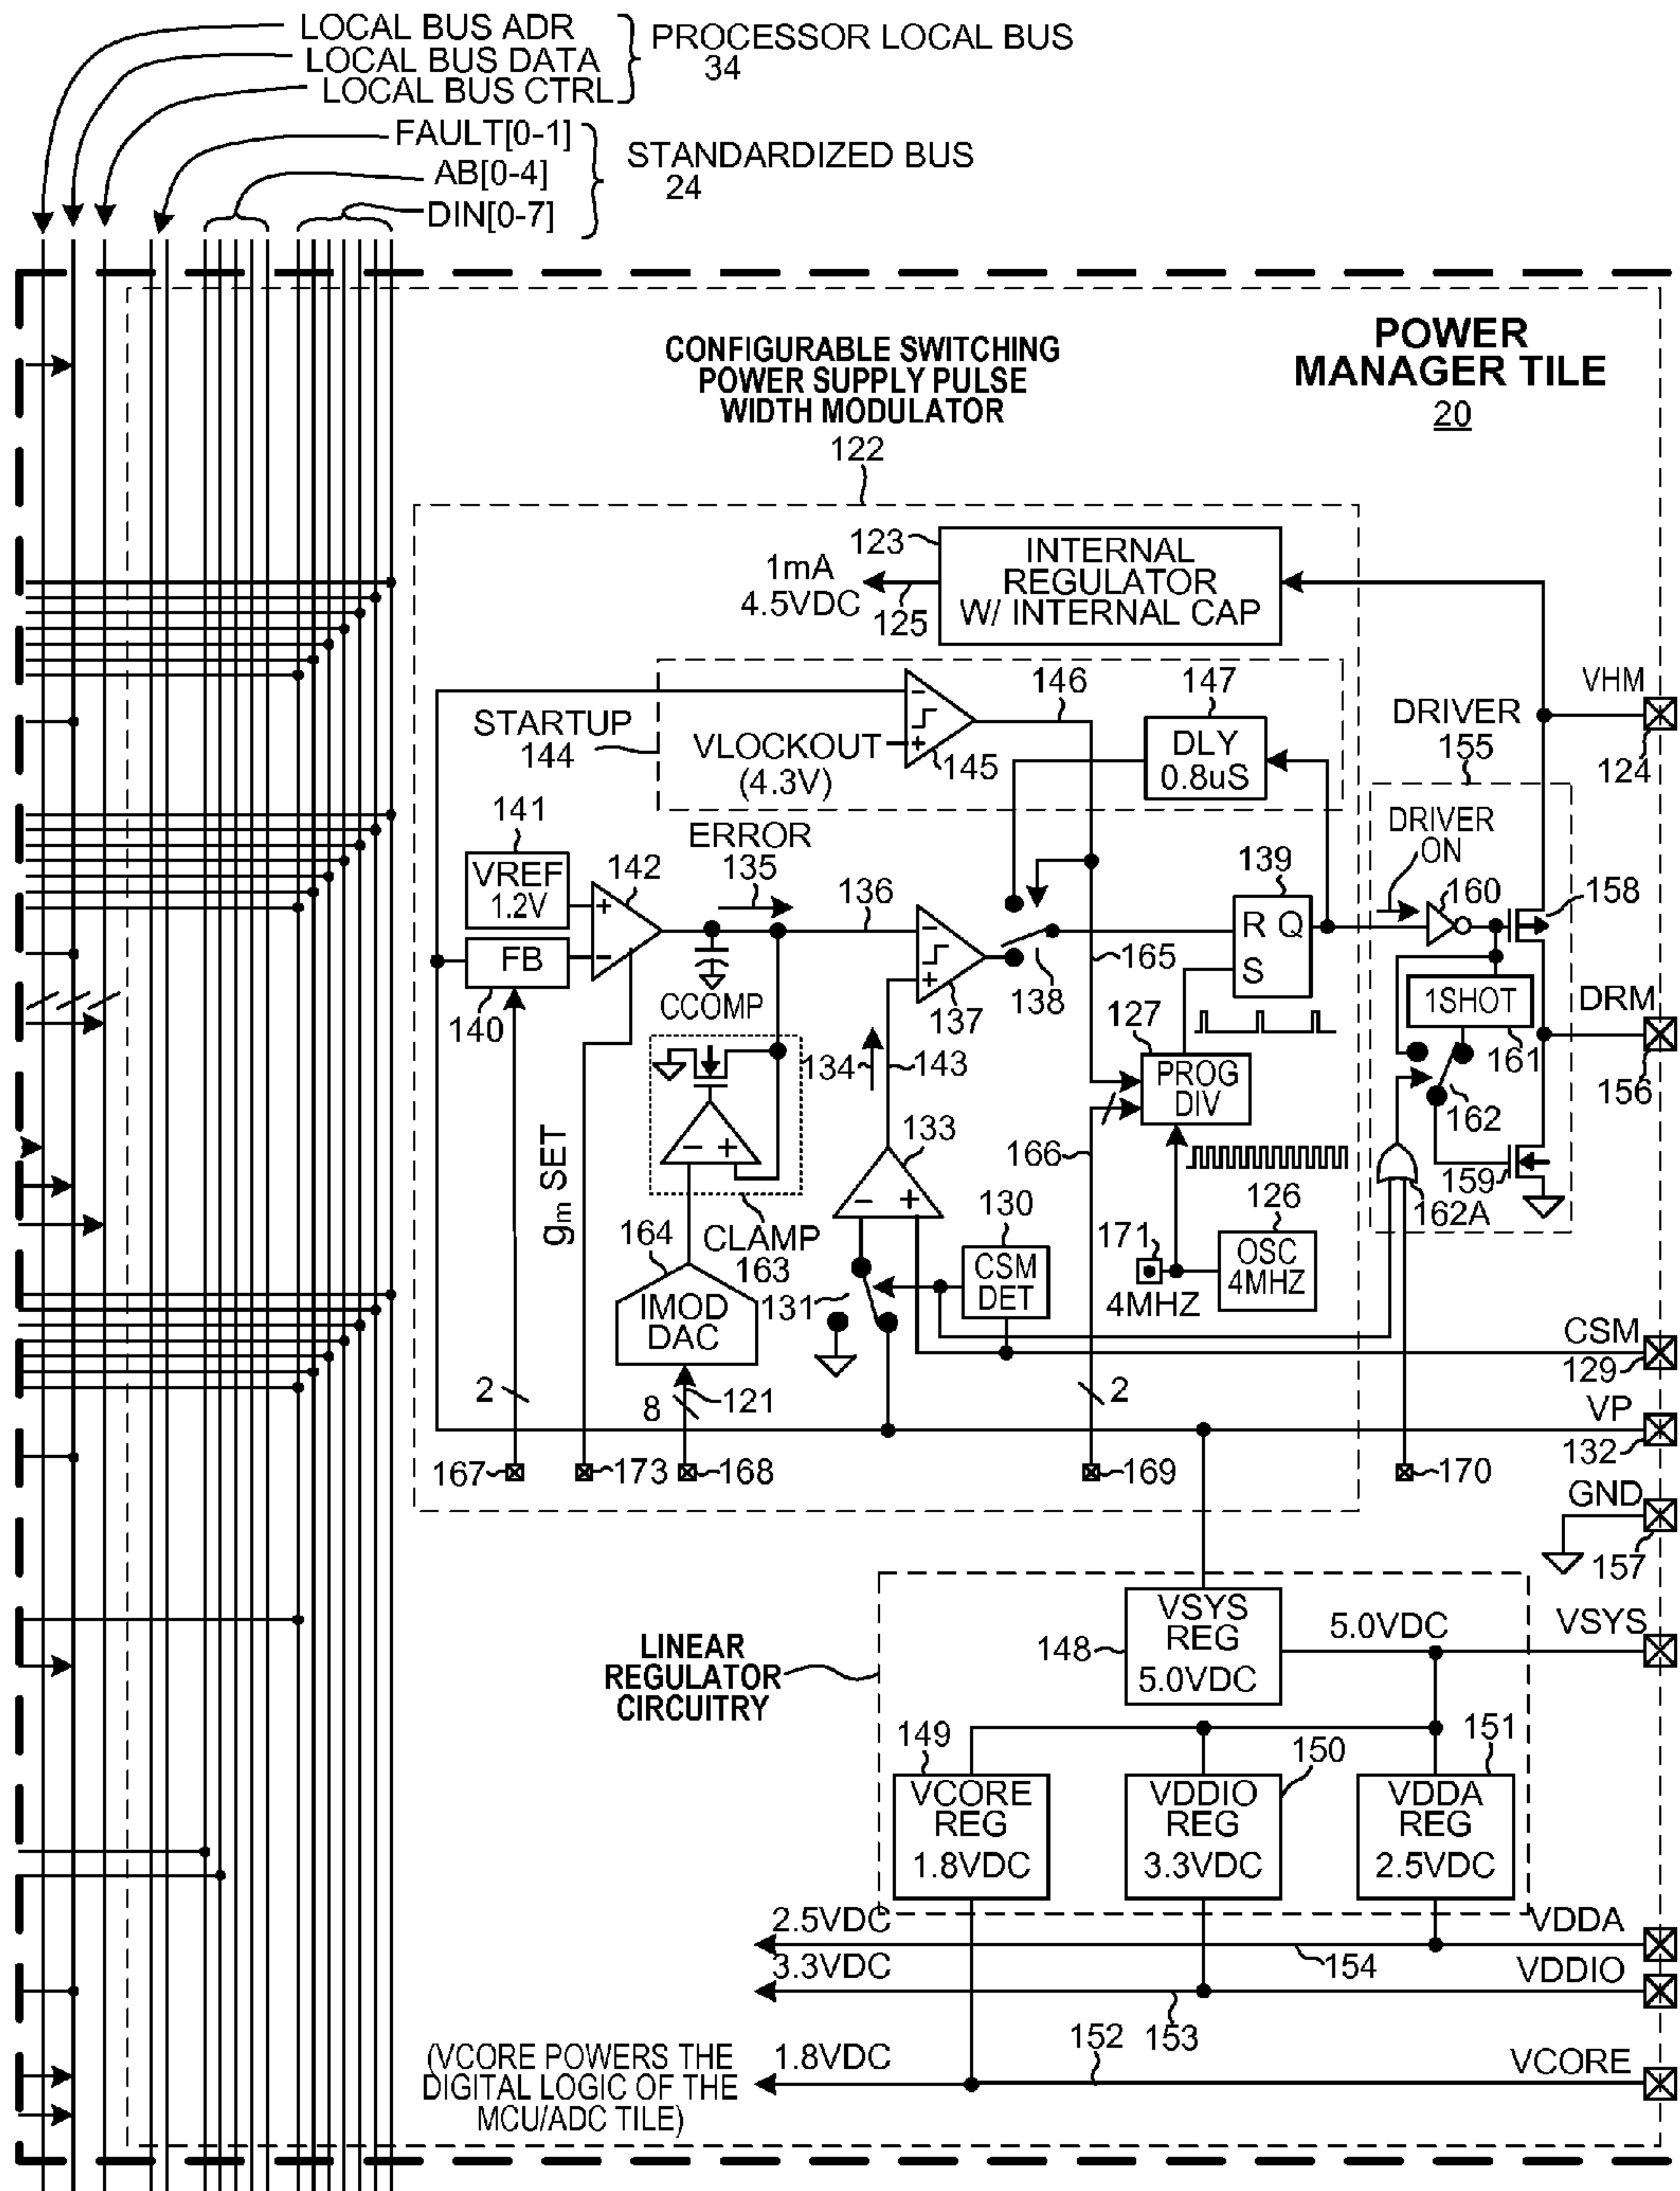 LOCAL BUS ADR
LOCAL BUS DATA
LOCAL BUS CTRL
PROCESSOR LOCAL BUS
34
FAULT[0-1]
AB[0-4]
DIN[0-7]
STANDARDIZED BUS
24
POWER
MANAGER TILE
20
CONFIGURABLE SWITCHING
POWER SUPPLY PULSE
WIDTH MODULATOR
122
123
INTERNAL
REGULATOR
W/ INTERNAL CAP
1mA
4.5VDC
125
STARTUP
144
VLOCKOUT
(4.3V)
−
+
145
146
147
DLY
0.8uS
VHM
124
DRIVER
155
141
VREF
1.2V
142
+
−
FB
140
ERROR
135
136
CCOMP
−
+
137
138
139
R Q
S
165
DRIVER
ON
160
158
1SHOT
161
DRM
156
162
159
162A
134
143
127
PROG
DIV
166
133
− +
gm SET
− +
CLAMP
163
164
IMOD
DAC
131
130
CSM
DET
171
4MHZ
126
OSC
4MHZ
CSM
129
VP
132
2
8
121
2
167
173
168
169
170
GND
157
LINEAR
REGULATOR
CIRCUITRY
148
VSYS
REG
5.0VDC
5.0VDC
VSYS
149
VCORE
REG
1.8VDC
150
VDDIO
REG
3.3VDC
151
VDDA
REG
2.5VDC
2.5VDC
154
VDDA
3.3VDC
153
VDDIO
(VCORE POWERS THE
DIGITAL LOGIC OF THE
MCU/ADC TILE)
1.8VDC
152
VCORE